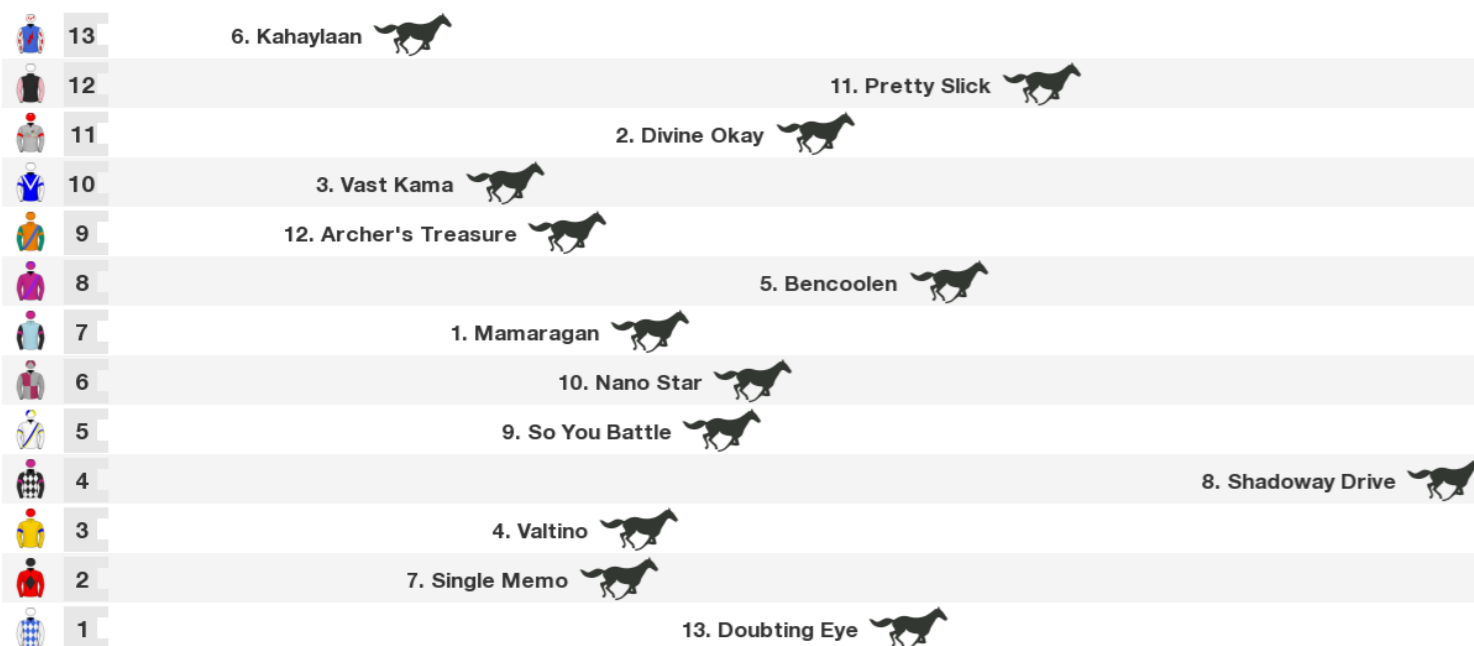 13 6. Kahaylaan
12 11. Pretty Slick
11 2. Divine Okay
10 3. Vast Kama
9 12. Archer's Treasure
8 5. Bencoolen
7 1. Mamaragan
6 10. Nano Star
5 9. So You Battle
4 8. Shadoway Drive
3 4. Valtino
2 7. Single Memo
1 13. Doubting Eye